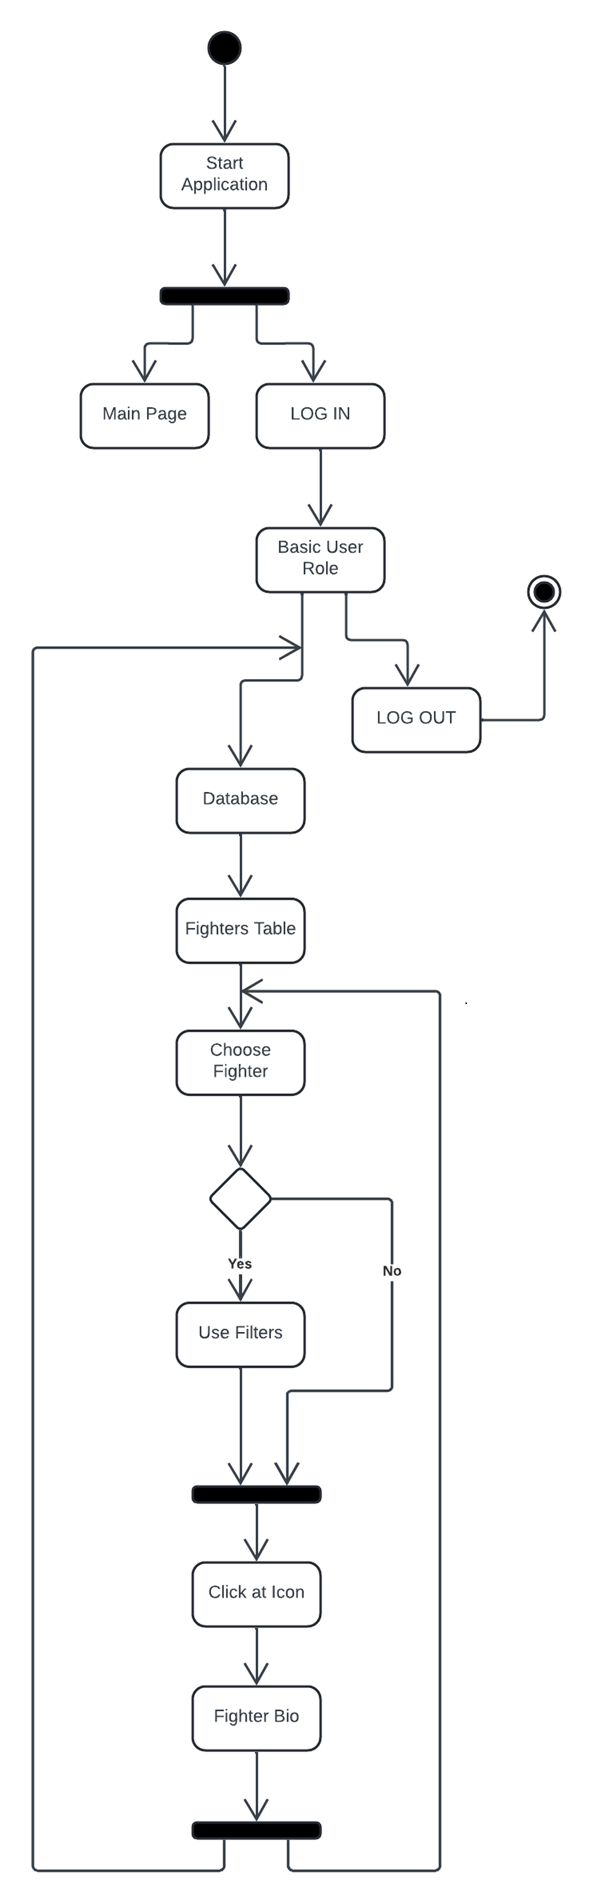 Start
Application
Main Page
LOG IN
Basic User
Role
LOG OUT
Database
Fighters Table
Choose
Fighter
Yes
No
Use Filters
Click at Icon
Fighter Bio